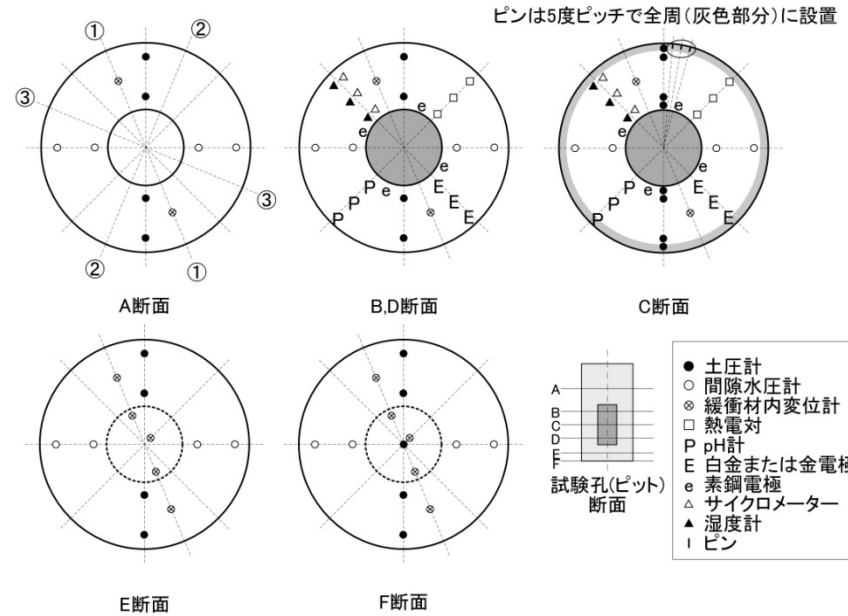 ピンは5度ピッチで全周（灰色部分）に設置
① ②
③
③
② ①
A断面
e
e
e
e
P
P
P
E
E
E
B,D断面
e
e
e
e
P
P
P
E
E
E
C断面
E断面
F断面
A
B
C
D
E
F
試験孔(ピット)
断面
● 土圧計
○ 間隙水圧計
⊗ 緩衝材内変位計
□ 熱電対
P pH計
E 白金または金電極
e 素鋼電極
△ サイクロメーター
▲ 湿度計
I ピン